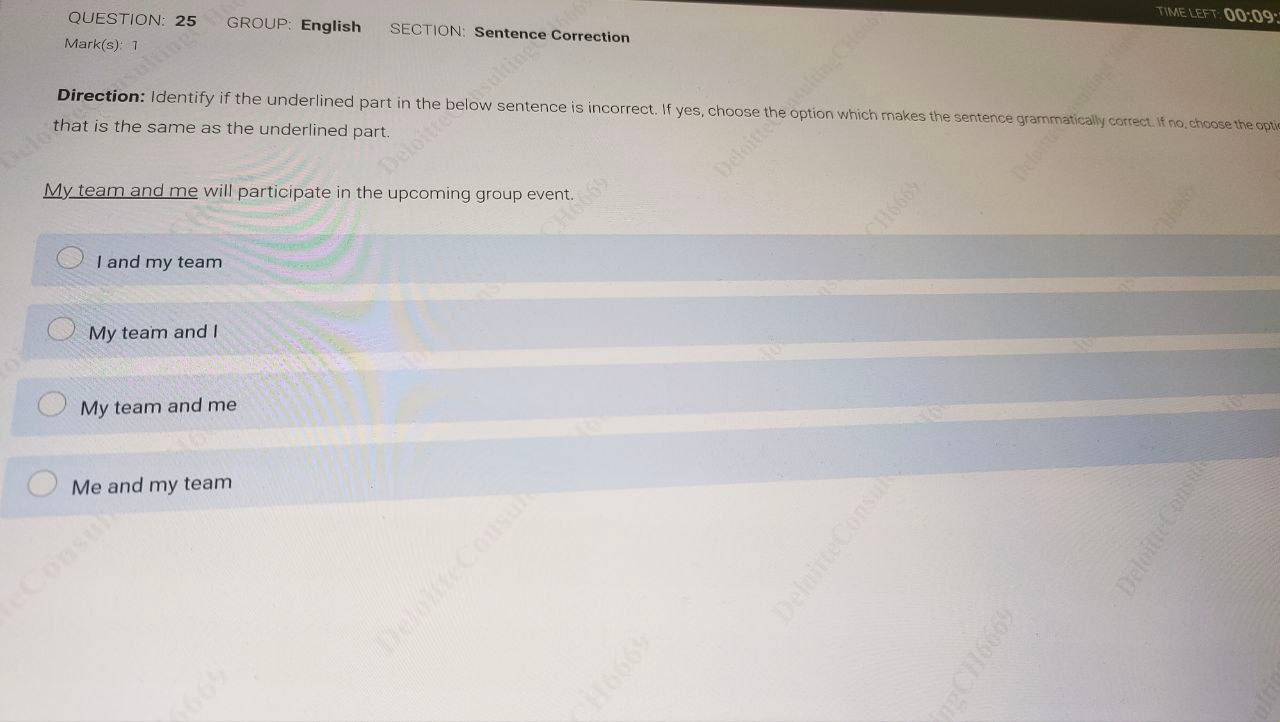 QUESTION: 25 GROUP: English SECTION: Sentence Correction TIME LEFT: 00:09:
Mark(s): 1
Direction: Identify if the underlined part in the below sentence is incorrect. If yes, choose the option which makes the sentence grammatically correct. If no, choose the opti
that is the same as the underlined part.
My team and me will participate in the upcoming group event.
I and my team
My team and I
My team and me
Me and my team
DeloitteConsultingCH6669